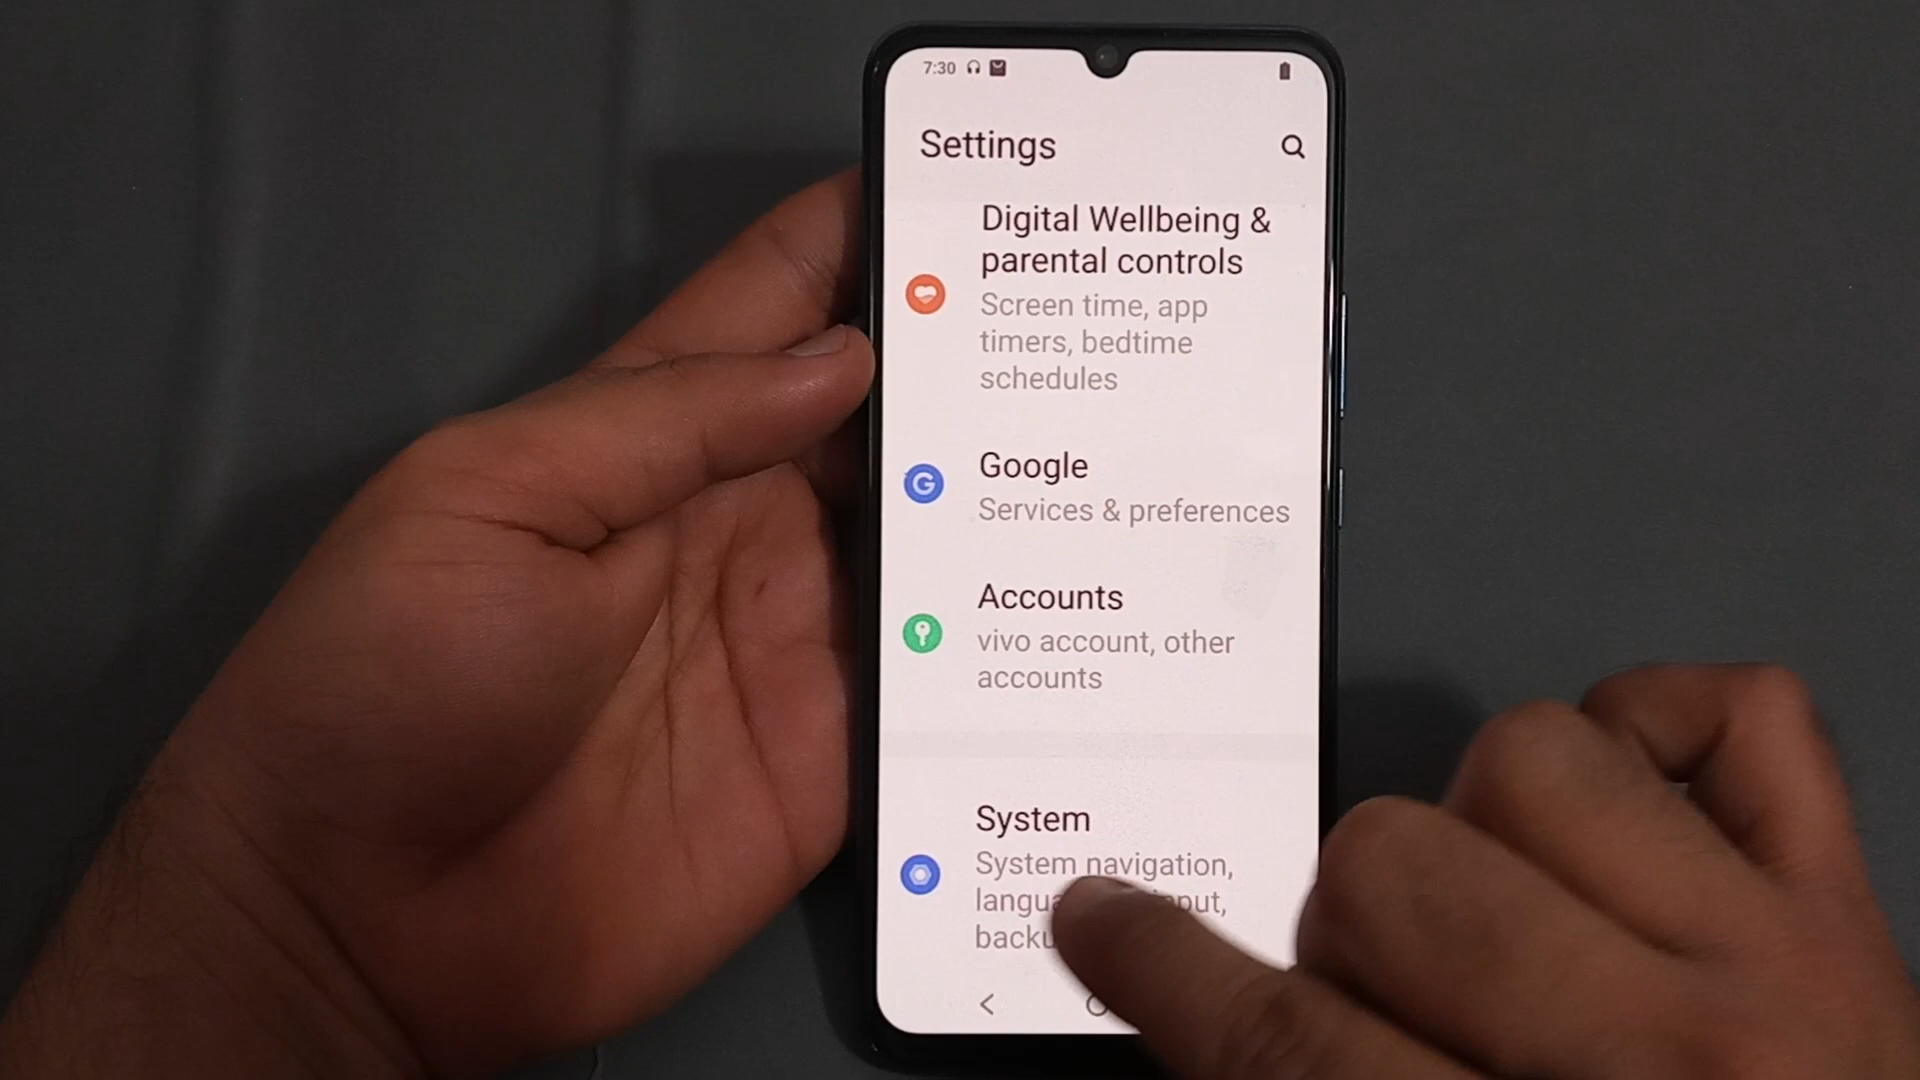 7:30
Settings
Digital Wellbeing &
parental controls
Screen time, app
timers, bedtime
schedules
G
Google
Services & preferences
Accounts
vivo account, other
accounts
System
System navigation,